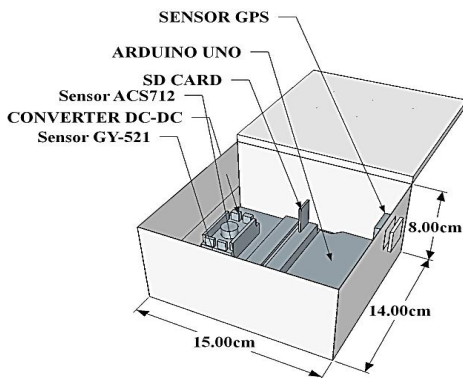 SENSOR GPS
ARDUINO UNO
SD CARD
Sensor ACS712
CONVERTER DC-DC
Sensor GY-521
8.00cm
14.00cm
15.00cm